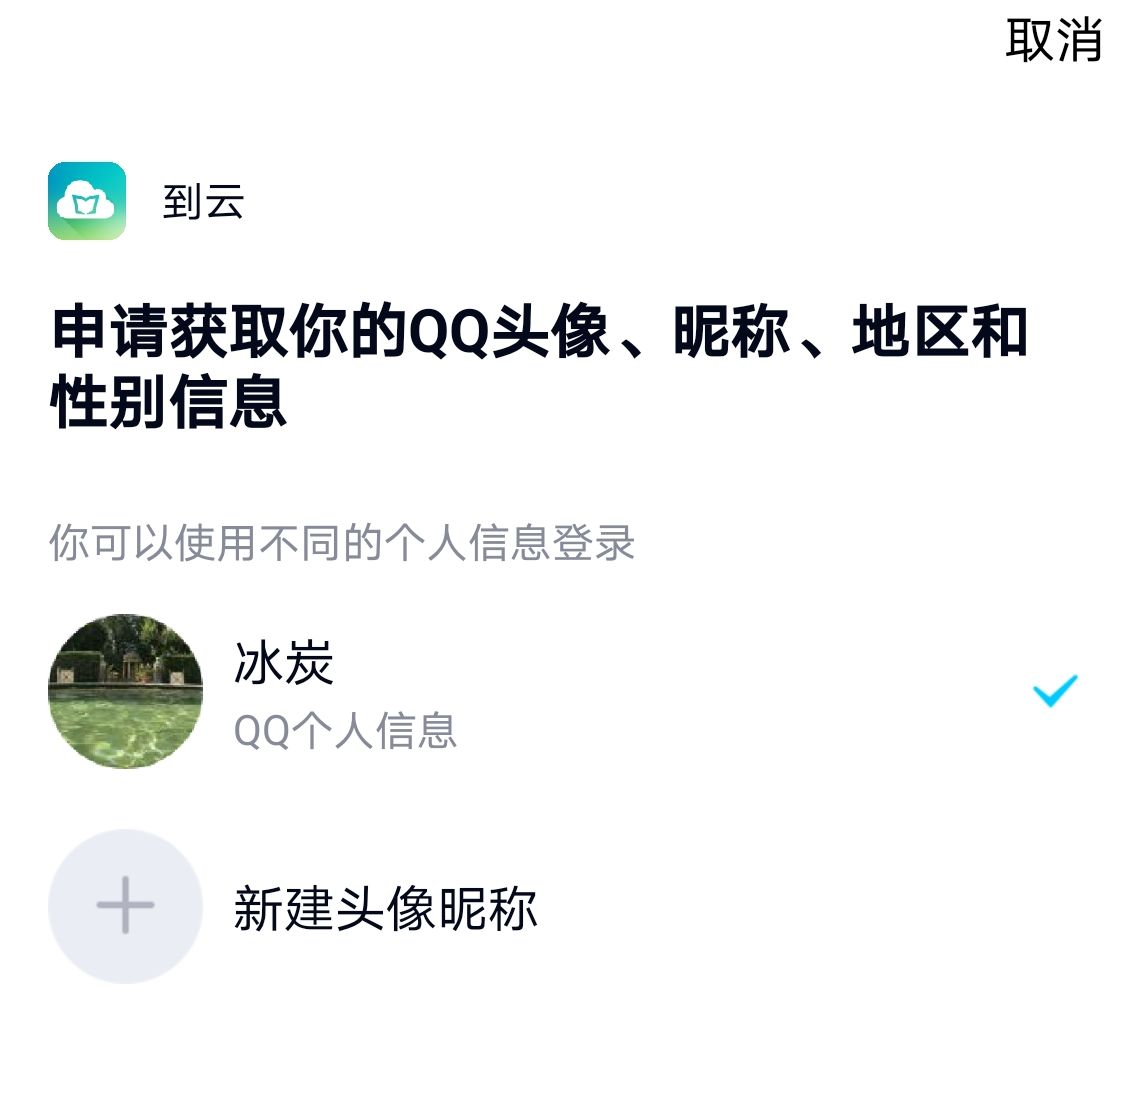 取消
到云
申请获取你的QQ头像、昵称、地区和
性别信息
你可以使用不同的个人信息登录
冰炭
QQ个人信息
新建头像昵称